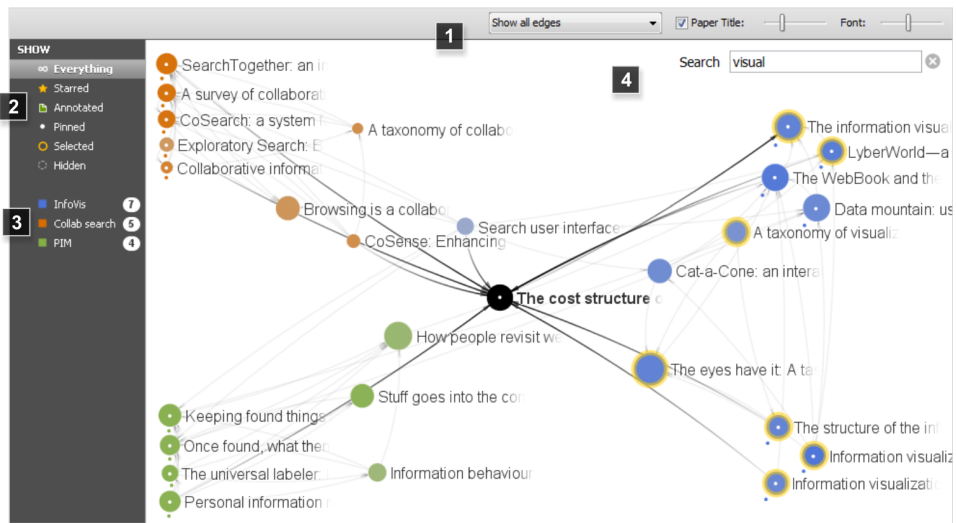 1
Show all edges
Paper Title:
Font:
SHOW
Everything
Starred
2
Annotated
Pinned
Selected
Hidden
InfoVis 7
3
Collab search 5
PIM 4
4
Search visual
SearchTogether: an in
A survey of collaborat
CoSearch: a system f
Exploratory Search: E
Collaborative informat
A taxonomy of collabo
Browsing is a collabo
CoSense: Enhancing
Search user interface
The information visua
LyberWorld—a
The WebBook and the
Data mountain: us
A taxonomy of visualiz
Cat-a-Cone: an intera
The cost structure o
How people revisit we
The eyes have it: A ta
Stuff goes into the con
Keeping found things
Once found, what then
The universal labeler:
Personal information r
Information behaviour
The structure of the inf
Information visualiz
Information visualizatio